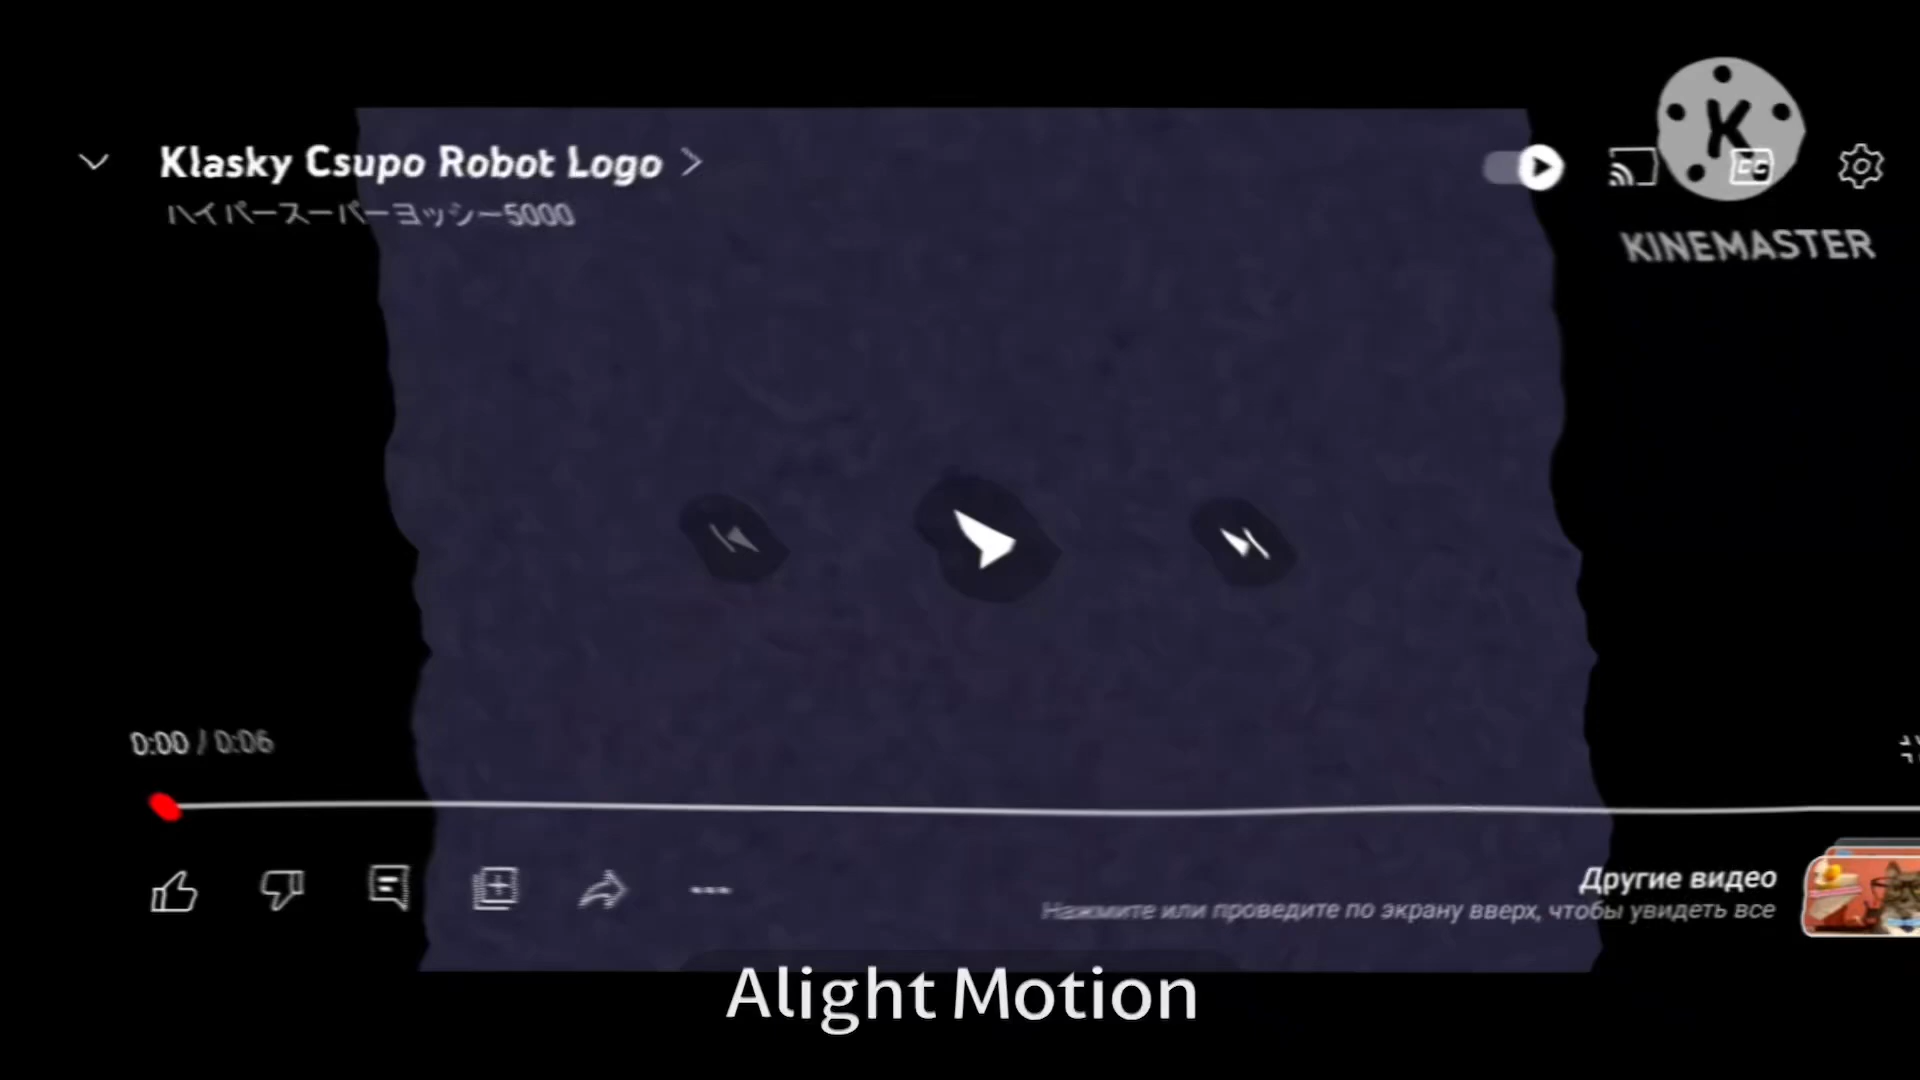 Klasky Csupo Robot Logo
ハイパースーパーヨッシー5000
K
CC
KINEMASTER
0:00 / 0:06
Другие видео
Нажмите или проведите по экрану вверх, чтобы увидеть все
Alight Motion